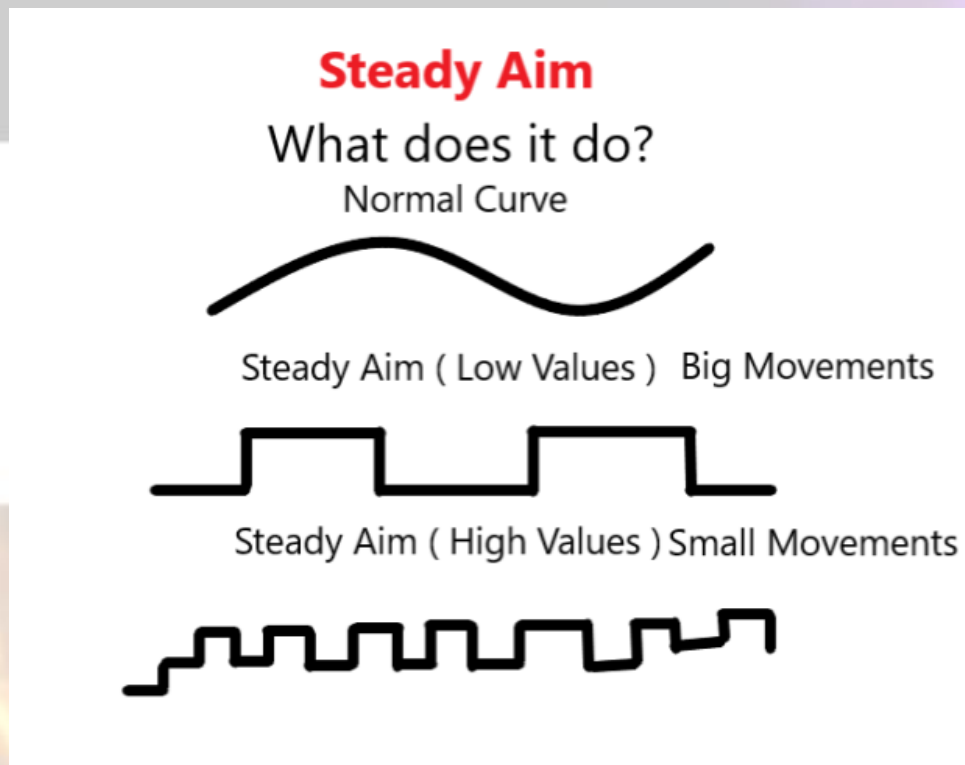 Steady Aim
What does it do?
Normal Curve
Steady Aim ( Low Values ) Big Movements
Steady Aim ( High Values ) Small Movements